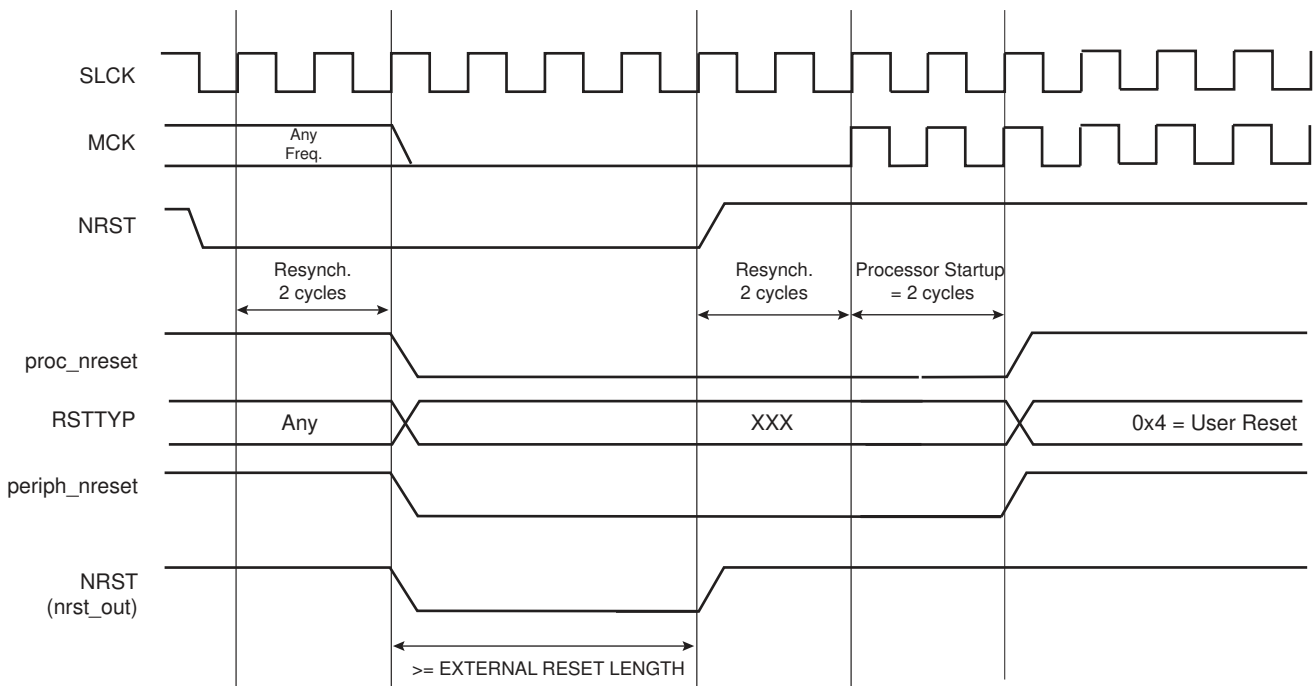 SLCK
MCK
Any
Freq.
NRST
Resynch.
2 cycles
Resynch.
2 cycles
Processor Startup
= 2 cycles
proc_nreset
RSTTYP
Any
XXX
0x4 = User Reset
periph_nreset
NRST
(nrst_out)
>= EXTERNAL RESET LENGTH